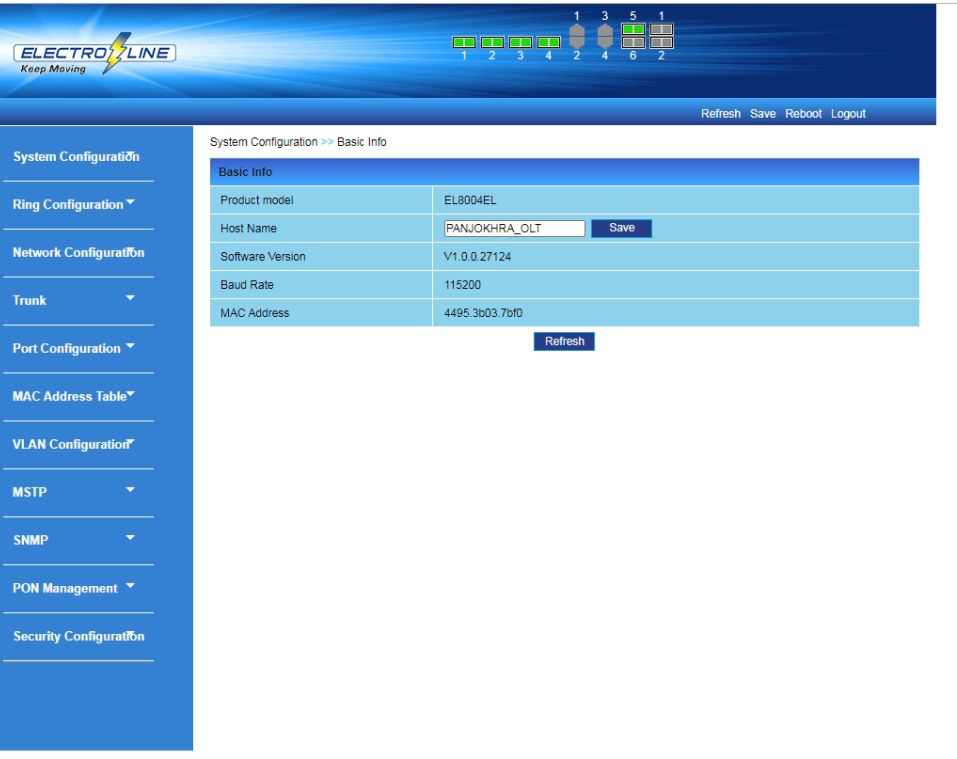 1 3 5 1
ELECTRO LINE
Keep Moving
1 2 3 4 2 4 6 2
Refresh Save Reboot Logout
System Configuration >> Basic Info
System Configuration
Basic Info
Product model EL8004EL
Ring Configuration
Host Name PANJOKHRA_OLT Save
Network Configuration
Software Version V1.0.0.27124
Baud Rate 115200
Trunk
MAC Address 4495.3b03.7bf0
Refresh
Port Configuration
MAC Address Table
VLAN Configuration
MSTP
SNMP
PON Management
Security Configuration